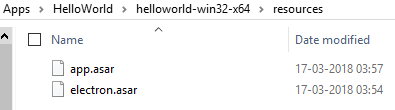 Apps > HelloWorld > helloworld-win32-x64 > resources
Name Date modified
app.asar 17-03-2018 03:57
electron.asar 17-03-2018 03:54